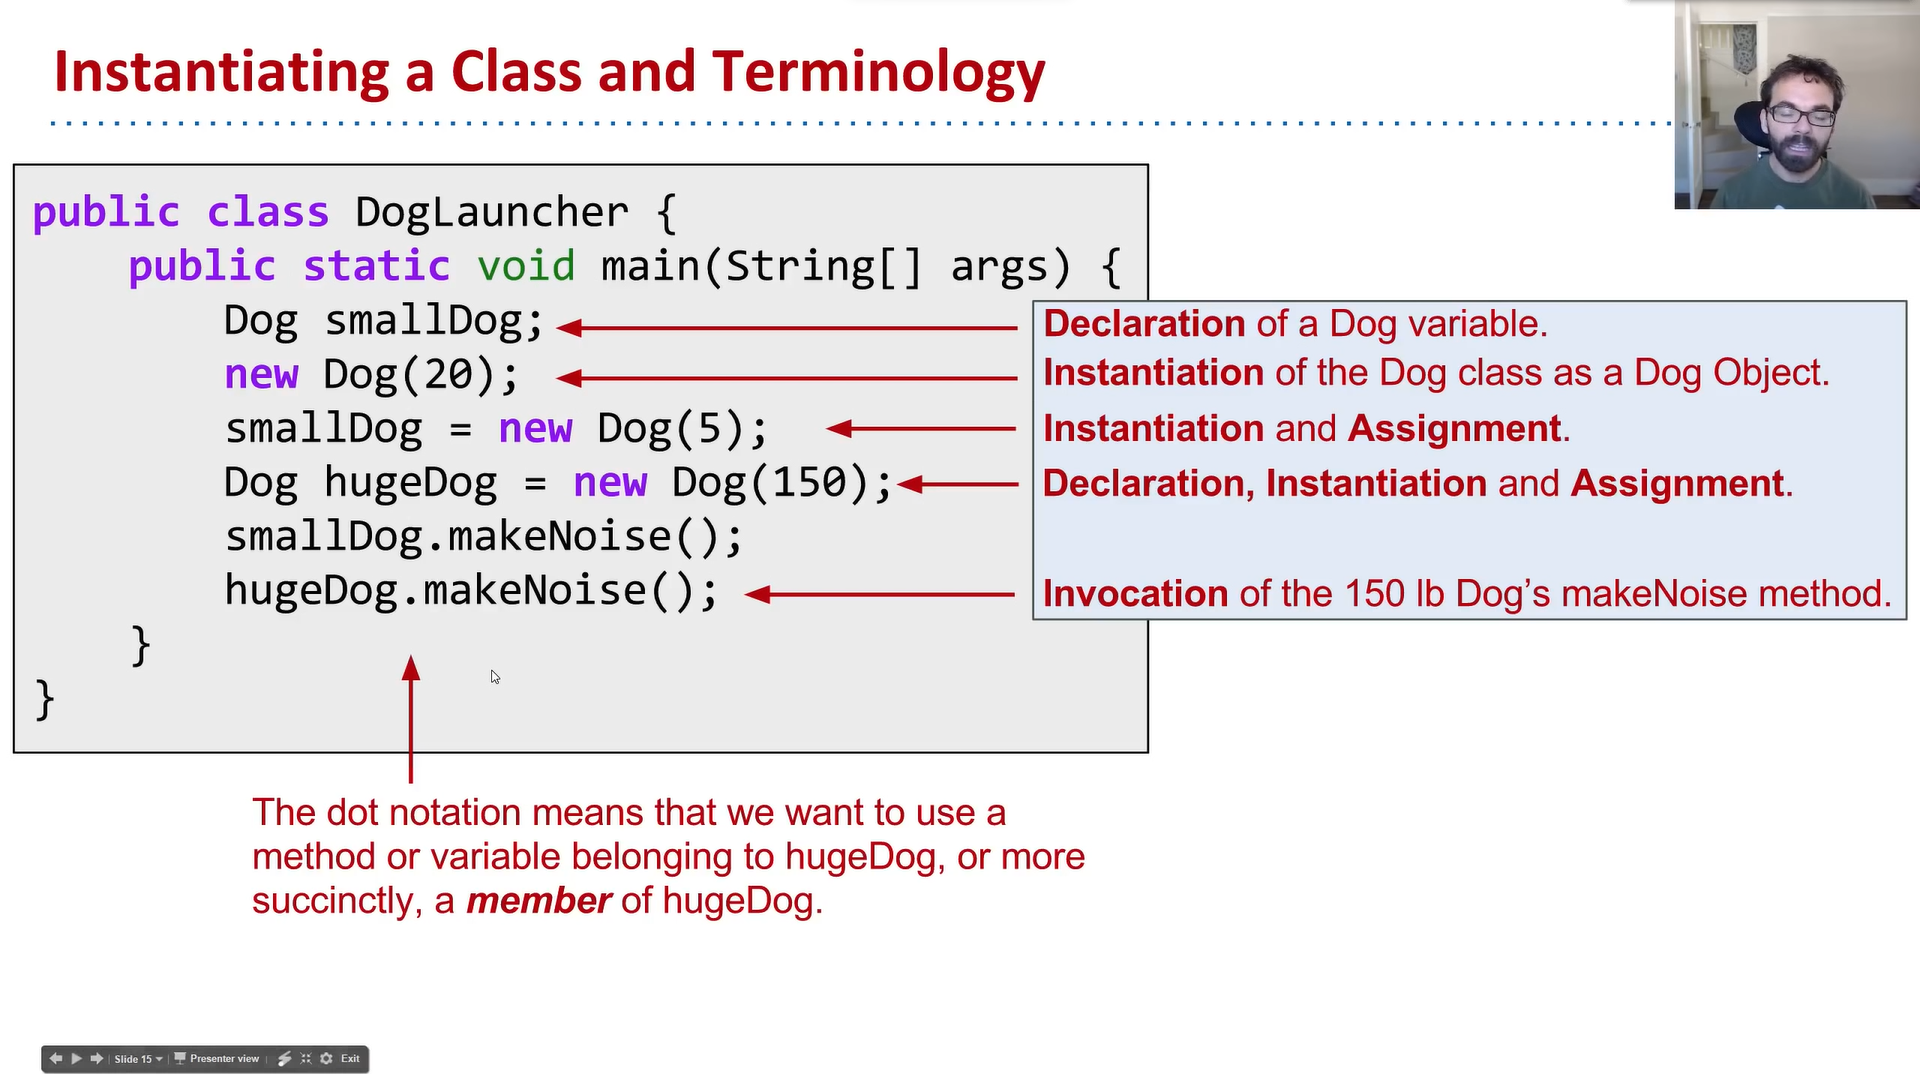 Instantiating a Class and Terminology
public class DogLauncher {
public static void main(String[] args) {
Dog smallDog;
new Dog(20);
smallDog = new Dog(5);
Dog hugeDog = new Dog(150);
smallDog.makeNoise();
hugeDog.makeNoise();
}
}
Declaration of a Dog variable.
Instantiation of the Dog class as a Dog Object.
Instantiation and Assignment.
Declaration, Instantiation and Assignment.
Invocation of the 150 lb Dog’s makeNoise method.
The dot notation means that we want to use a
method or variable belonging to hugeDog, or more
succinctly, a member of hugeDog.
Slide 15 Presenter view Exit